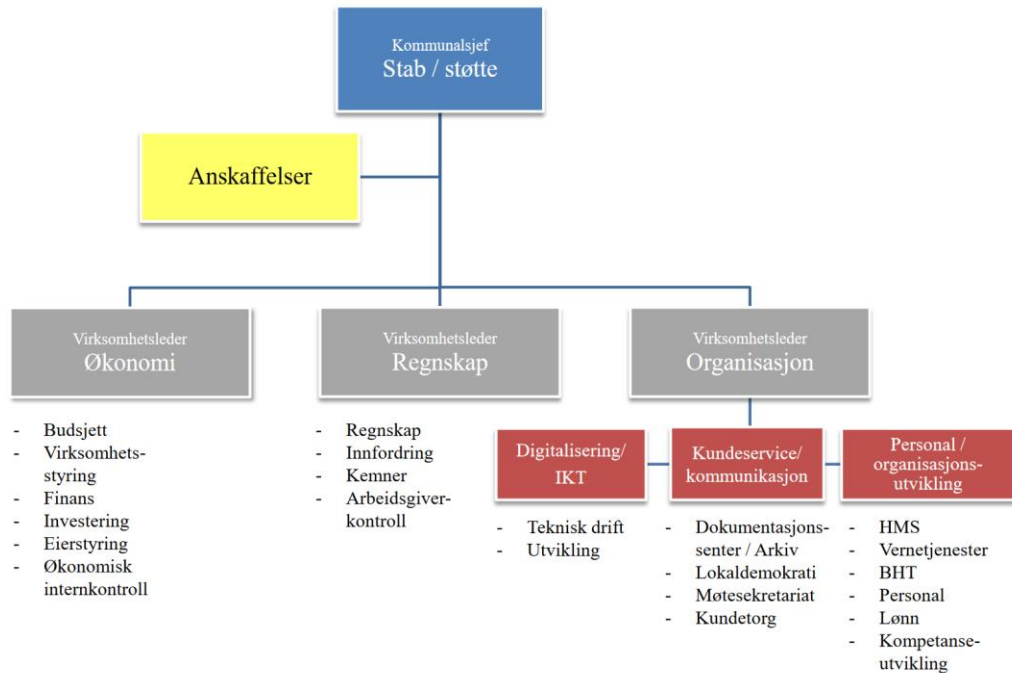 Kommunalsjef
Stab / støtte
Anskaffelser
Virksomhetsleder
Økonomi
- Budsjett
- Virksomhets-
styring
- Finans
- Investering
- Eierstyring
- Økonomisk
internkontroll
Virksomhetsleder
Regnskap
- Regnskap
- Innfordring
- Kemner
- Arbeidsgiver-
kontroll
Virksomhetsleder
Organisasjon
Digitalisering/
IKT
- Teknisk drift
- Utvikling
Kundeservice/
kommunikasjon
- Dokumentasjons-
senter / Arkiv
- Lokaldemokrati
- Møtesekretariat
- Kundetorg
Personal /
organisasjons-
utvikling
- HMS
- Vernetjenester
- BHT
- Personal
- Lønn
- Kompetanse-
utvikling